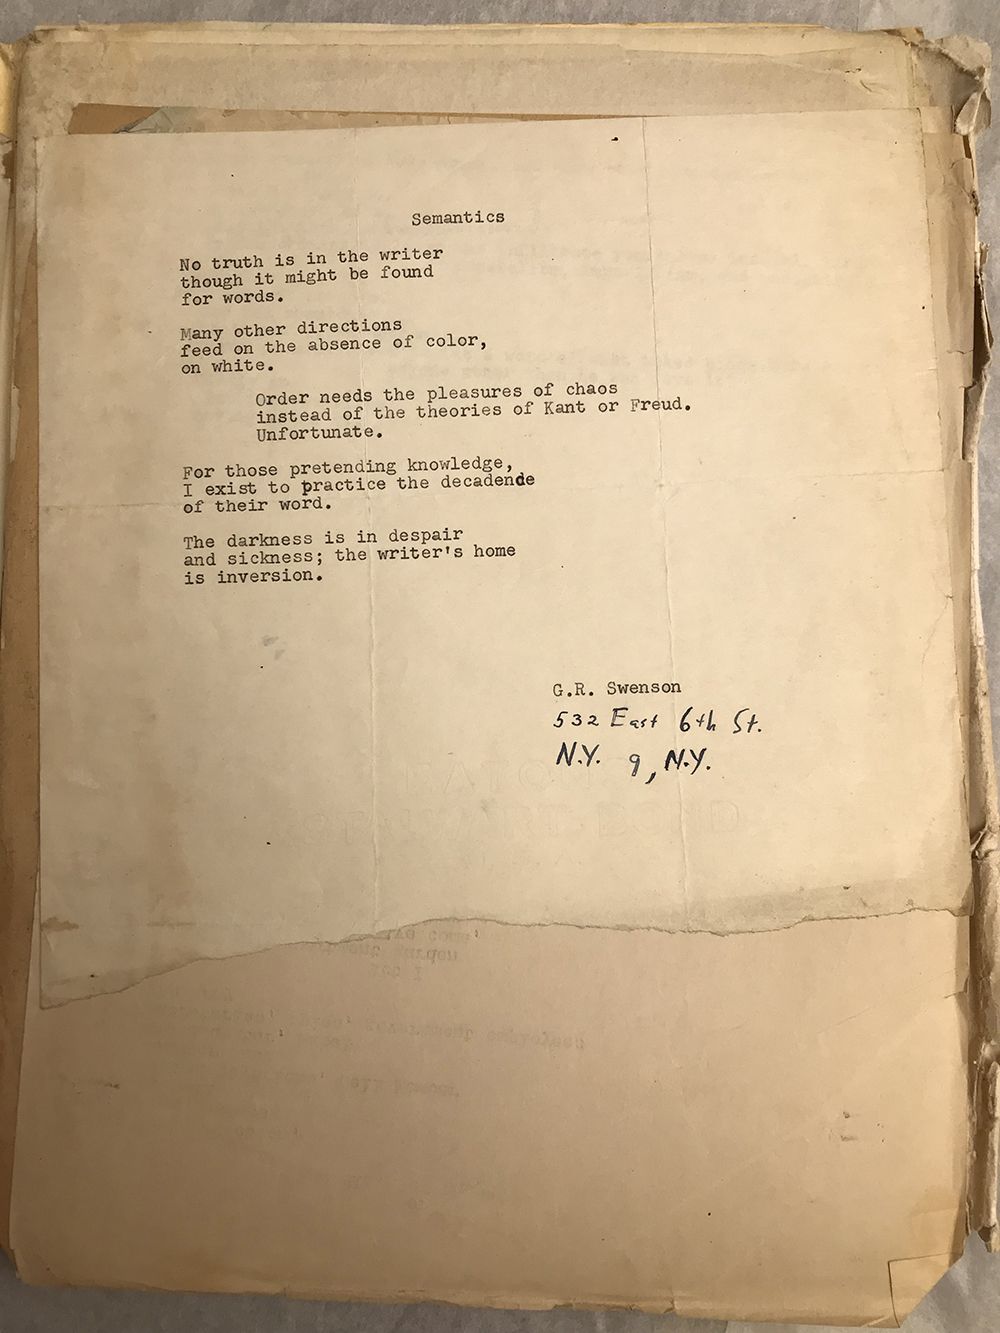 Semantics
No truth is in the writer
though it might be found
for words.
Many other directions
feed on the absence of color,
on white.
Order needs the pleasures of chaos
instead of the theories of Kant or Freud.
Unfortunate.
For those pretending knowledge,
I exist to practice the decadende
of their word.
The darkness is in despair
and sickness; the writer's home
is inversion.
G.R. Swenson
532 East 6th St.
N.Y. 9, N.Y.